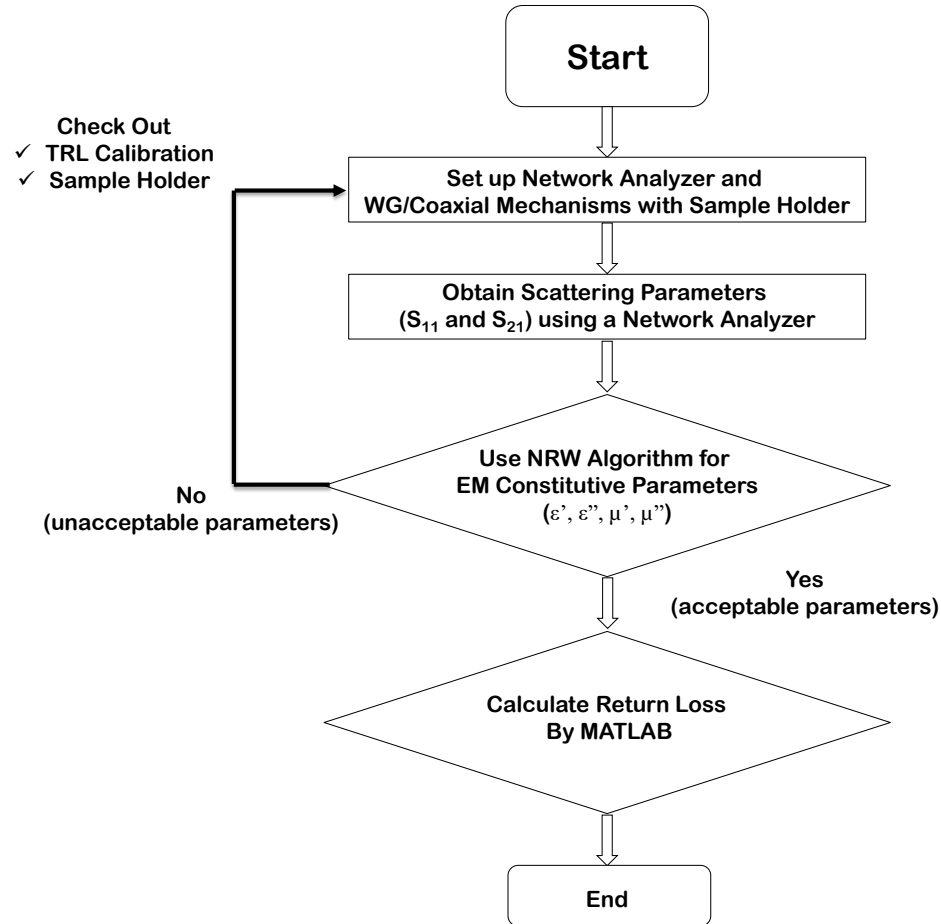 Start
Check Out
✓ TRL Calibration
✓ Sample Holder
Set up Network Analyzer and
WG/Coaxial Mechanisms with Sample Holder
Obtain Scattering Parameters
(S₁₁ and S₂₁) using a Network Analyzer
Use NRW Algorithm for
EM Constitutive Parameters
(ε’, ε”, μ’, μ”)
No
(unacceptable parameters)
Yes
(acceptable parameters)
Calculate Return Loss
By MATLAB
End